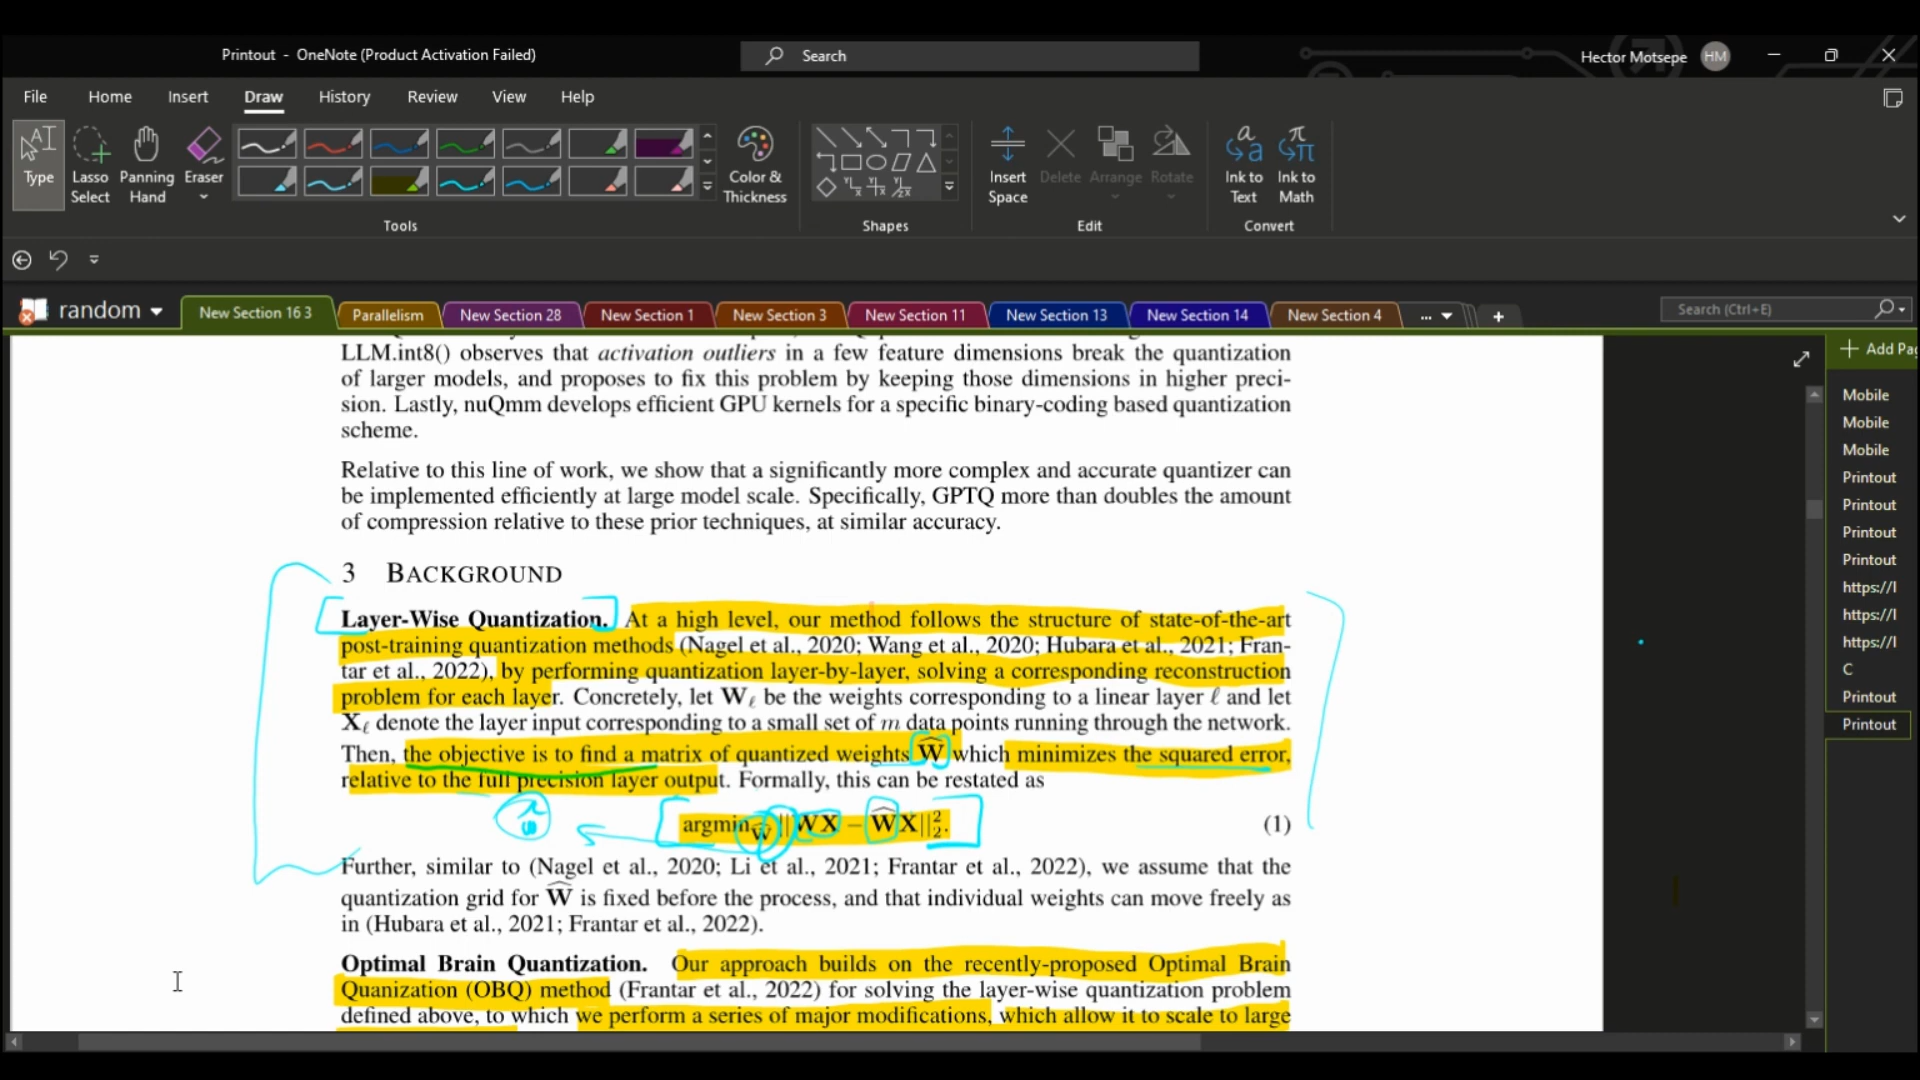 Printout - OneNote (Product Activation Failed)
Search
Hector Motsepe
HM
File Home Insert Draw History Review View Help
Type
Lasso Select
Panning Hand
Eraser
Color & Thickness
Insert Space
Delete
Arrange
Rotate
Ink to Text
Ink to Math
Tools
Shapes
Edit
Convert
random
New Section 16 3
Parallelism
New Section 28
New Section 1
New Section 3
New Section 11
New Section 13
New Section 14
New Section 4
...
+
Search (Ctrl+E)
LLM.int8() observes that activation outliers in a few feature dimensions break the quantization
of larger models, and proposes to fix this problem by keeping those dimensions in higher preci-
sion. Lastly, nuQmm develops efficient GPU kernels for a specific binary-coding based quantization
scheme.
Relative to this line of work, we show that a significantly more complex and accurate quantizer can
be implemented efficiently at large model scale. Specifically, GPTQ more than doubles the amount
of compression relative to these prior techniques, at similar accuracy.
3 BACKGROUND
Layer-Wise Quantization. At a high level, our method follows the structure of state-of-the-art
post-training quantization methods (Nagel et al., 2020; Wang et al., 2020; Hubara et al., 2021; Fran-
tar et al., 2022), by performing quantization layer-by-layer, solving a corresponding reconstruction
problem for each layer. Concretely, let Wℓ be the weights corresponding to a linear layer ℓ and let
Xℓ denote the layer input corresponding to a small set of m data points running through the network.
Then, the objective is to find a matrix of quantized weights Ŵ which minimizes the squared error,
relative to the full precision layer output. Formally, this can be restated as
argmin_Ŵ ||WX − ŴX||²₂. (1)
Further, similar to (Nagel et al., 2020; Li et al., 2021; Frantar et al., 2022), we assume that the
quantization grid for Ŵ is fixed before the process, and that individual weights can move freely as
in (Hubara et al., 2021; Frantar et al., 2022).
Optimal Brain Quantization. Our approach builds on the recently-proposed Optimal Brain
Quanization (OBQ) method (Frantar et al., 2022) for solving the layer-wise quantization problem
defined above, to which we perform a series of major modifications, which allow it to scale to large
Add Pag
Mobile
Mobile
Mobile
Printout
Printout
Printout
Printout
https://l
https://l
https://l
C
Printout
Printout